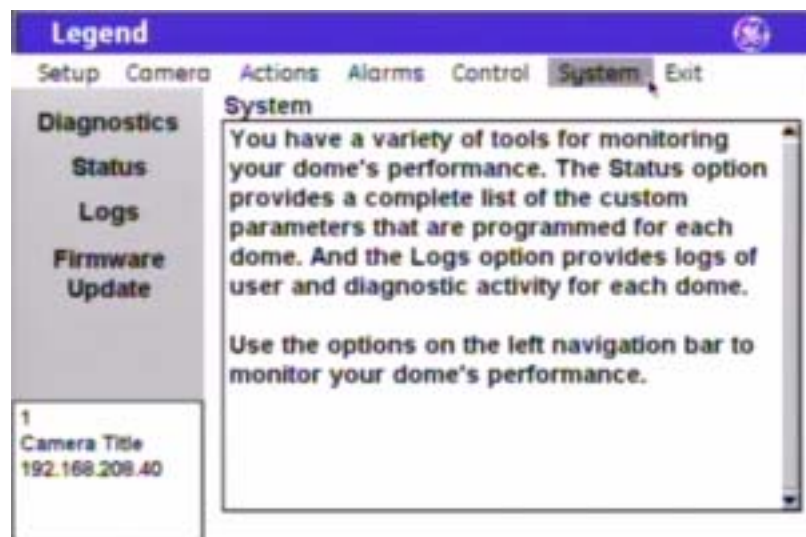 Legend
GE
Setup Camera Actions Alarms Control System Exit
Diagnostics
Status
Logs
Firmware
Update
System
You have a variety of tools for monitoring
your dome's performance. The Status option
provides a complete list of the custom
parameters that are programmed for each
dome. And the Logs option provides logs of
user and diagnostic activity for each dome.
Use the options on the left navigation bar to
monitor your dome's performance.
1
Camera Title
192.168.208.40